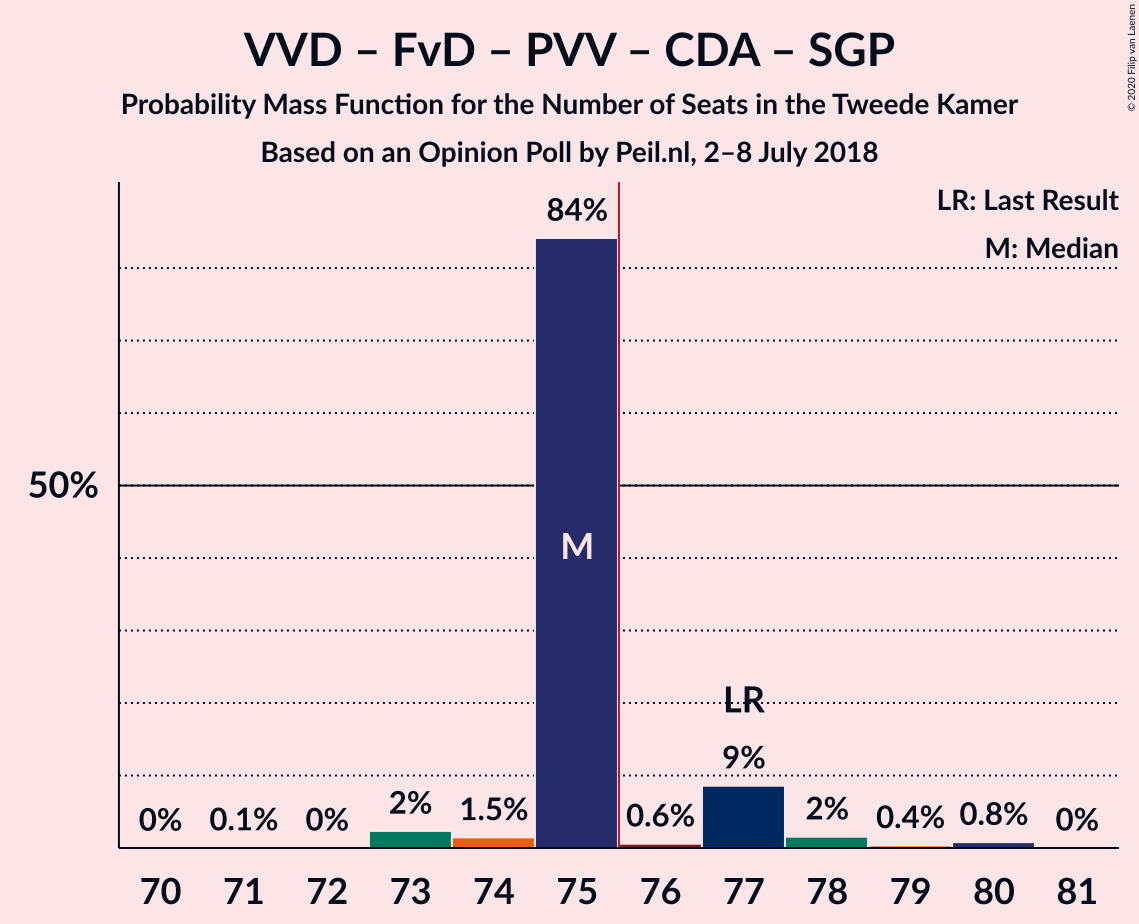 VVD – FvD – PVV – CDA – SGP
Probability Mass Function for the Number of Seats in the Tweede Kamer
Based on an Opinion Poll by Peil.nl, 2–8 July 2018
© 2020 Filip van Laenen
LR: Last Result
M: Median
84%
50%
M
LR
9%
0% 0.1% 0% 2% 1.5% 0.6% 2% 0.4% 0.8% 0%
70 71 72 73 74 75 76 77 78 79 80 81